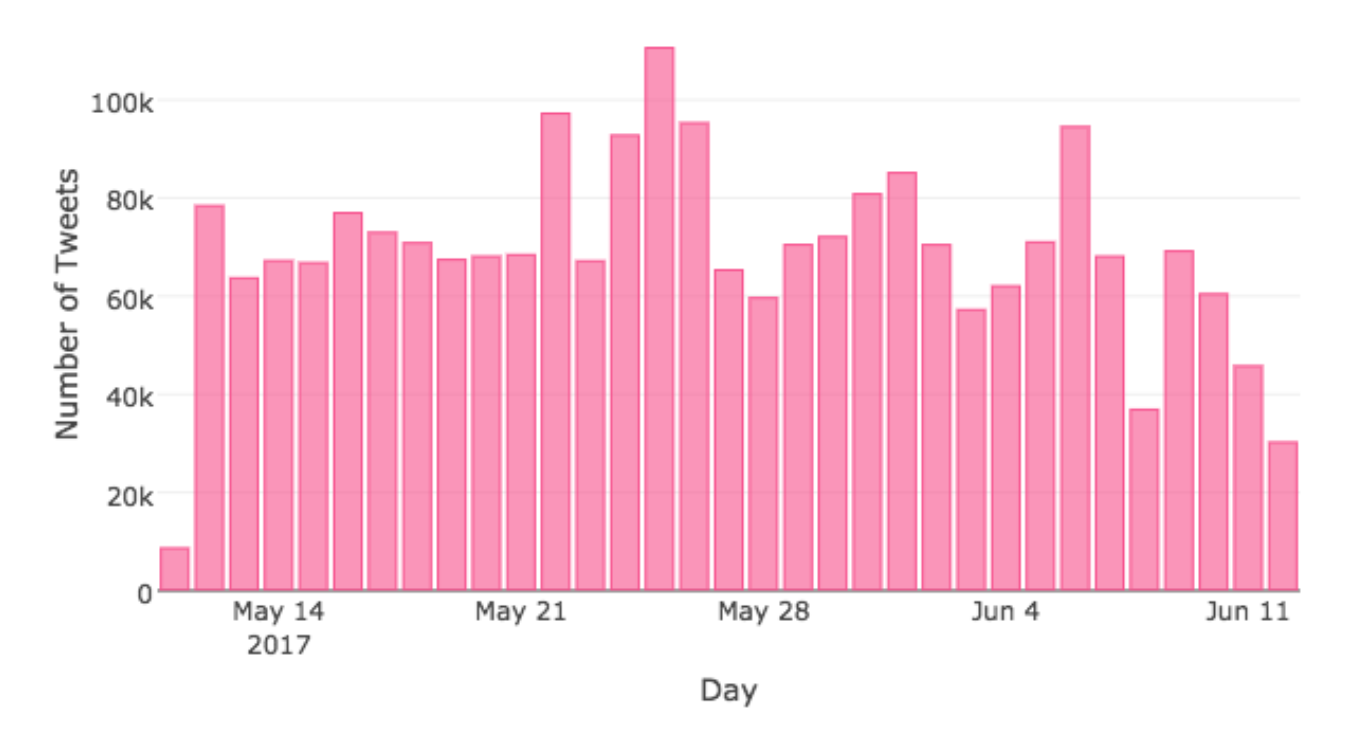 100k
80k
60k
40k
20k
0
Number of Tweets
May 14
2017
May 21
May 28
Jun 4
Jun 11
Day